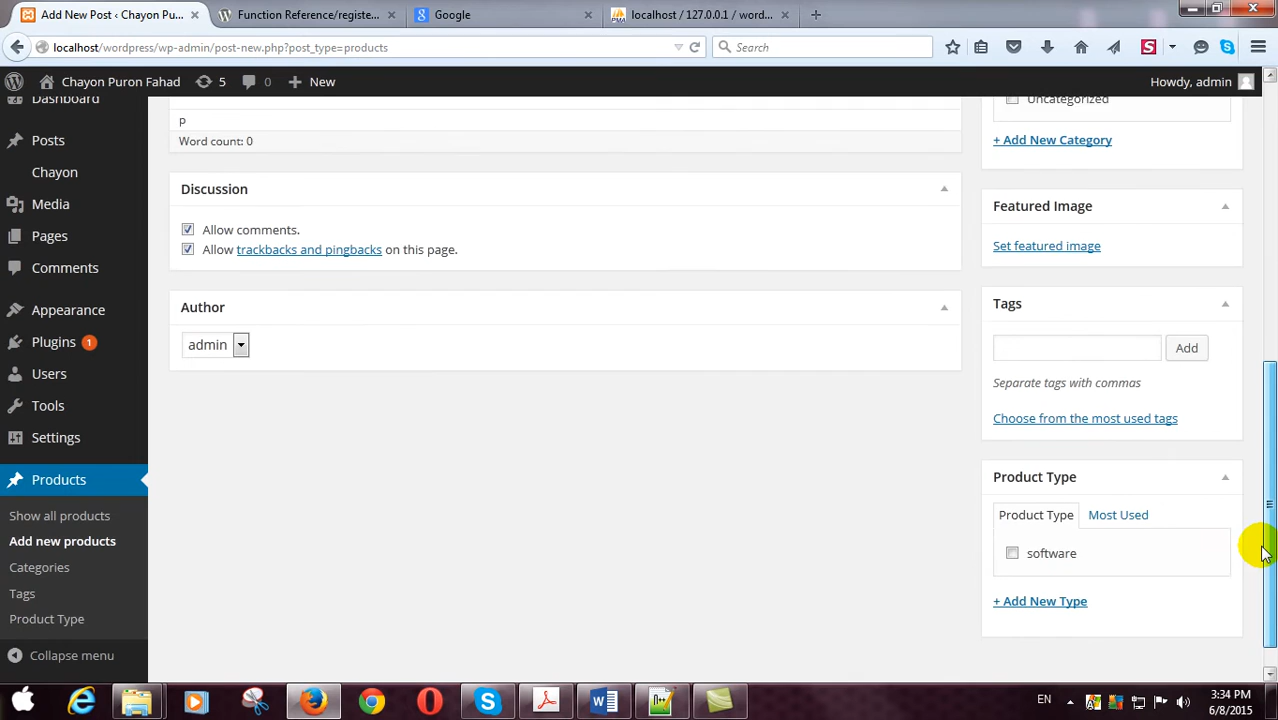 Add New Post ‹ Chayon Pu...
Function Reference/registe...
Google
localhost / 127.0.0.1 / word...
localhost/wordpress/wp-admin/post-new.php?post_type=products
Search
Chayon Puron Fahad
5
0
New
Howdy, admin
Dashboard
Posts
Chayon
Media
Pages
Comments
Appearance
Plugins 1
Users
Tools
Settings
Products
Show all products
Add new products
Categories
Tags
Product Type
Collapse menu
p
Word count: 0
Discussion
Allow comments.
Allow trackbacks and pingbacks on this page.
Author
admin
Uncategorized
+ Add New Category
Featured Image
Set featured image
Tags
Add
Separate tags with commas
Choose from the most used tags
Product Type
Product Type Most Used
software
+ Add New Type
EN
3:34 PM
6/8/2015